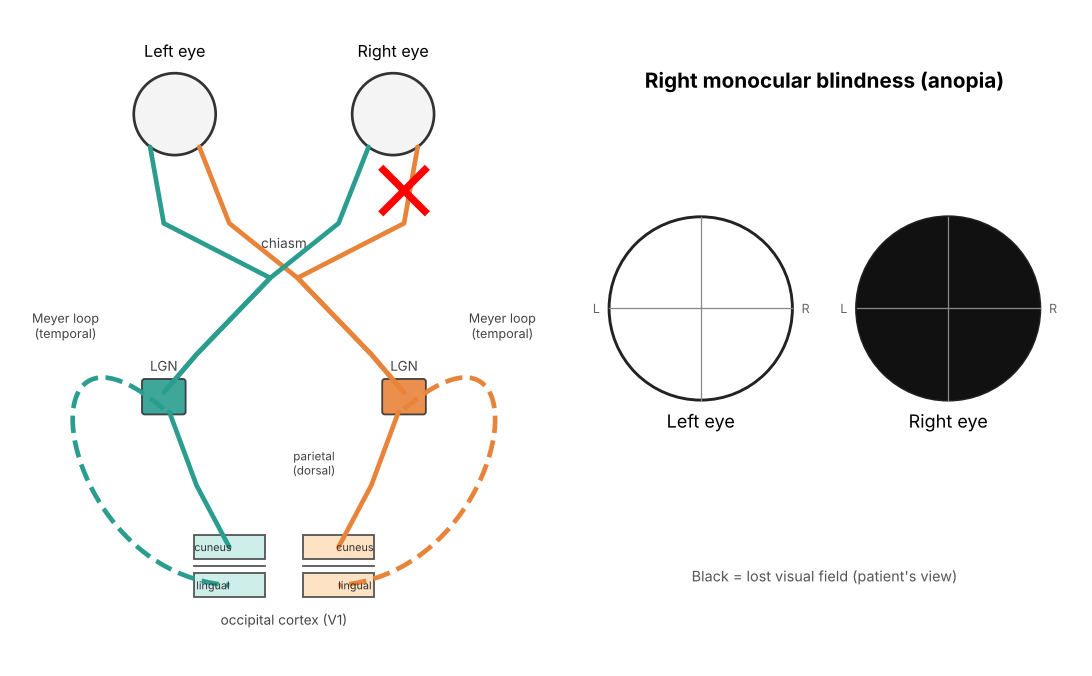 Left eye
Right eye
chiasm
Meyer loop
(temporal)
Meyer loop
(temporal)
LGN
LGN
parietal
(dorsal)
cuneus
cuneus
lingual
lingual
occipital cortex (V1)
Right monocular blindness (anopia)
L
R
L
R
Left eye
Right eye
Black = lost visual field (patient's view)